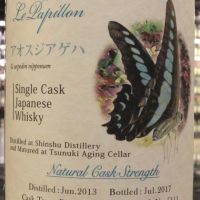 Le Papillon
アオスジアゲハ
G. sarpedon nipponum
Single Cask
Japanese
Whisky
Distilled at Shinshu Distillery
and Matured at Tsunuki Aging Cellar
Natural Cask Strength
Distilled : Jun. 2013 Bottled : Jul. 2017